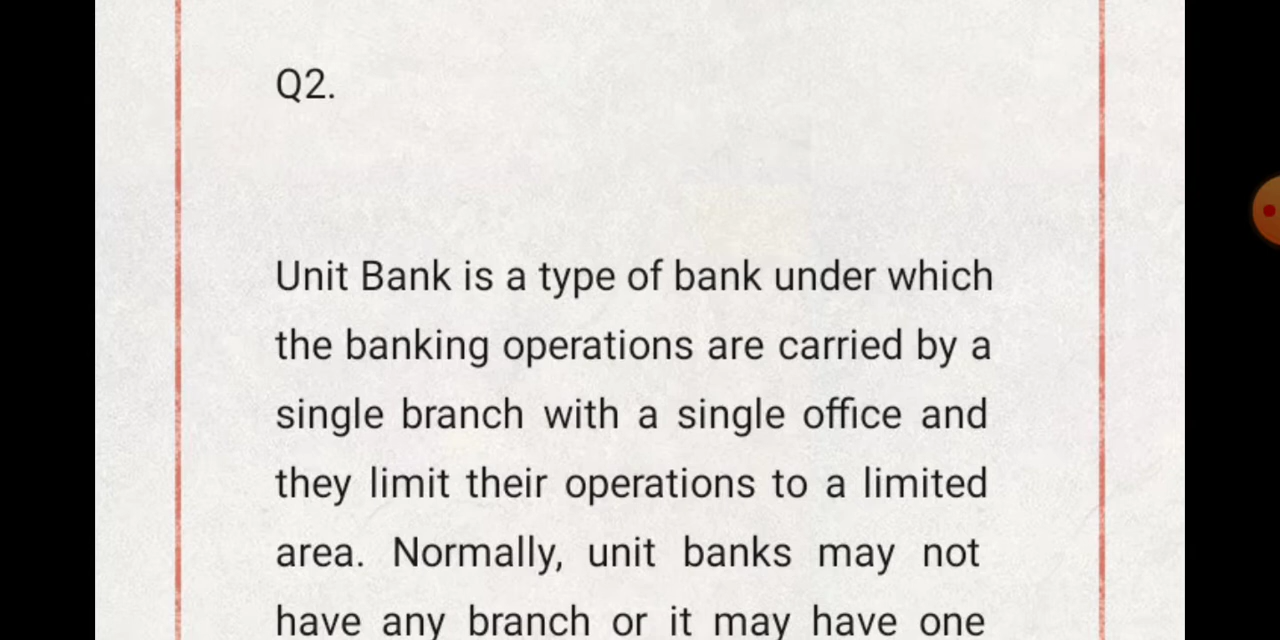 Q2.
Unit Bank is a type of bank under which
the banking operations are carried by a
single branch with a single office and
they limit their operations to a limited
area. Normally, unit banks may not
have any branch or it may have one